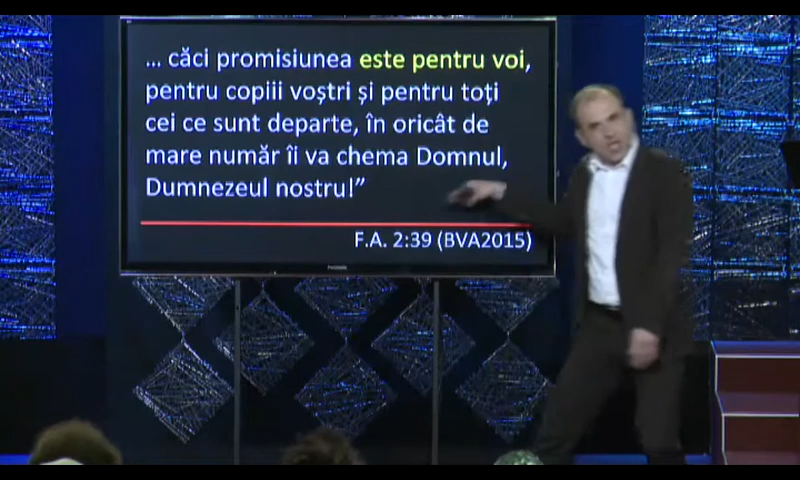 ... căci promisiunea este pentru voi,
pentru copiii voștri și pentru toți
cei ce sunt departe, în oricât de
mare număr îi va chema Domnul,
Dumnezeul nostru!”
F.A. 2:39 (BVA2015)
Panasonic